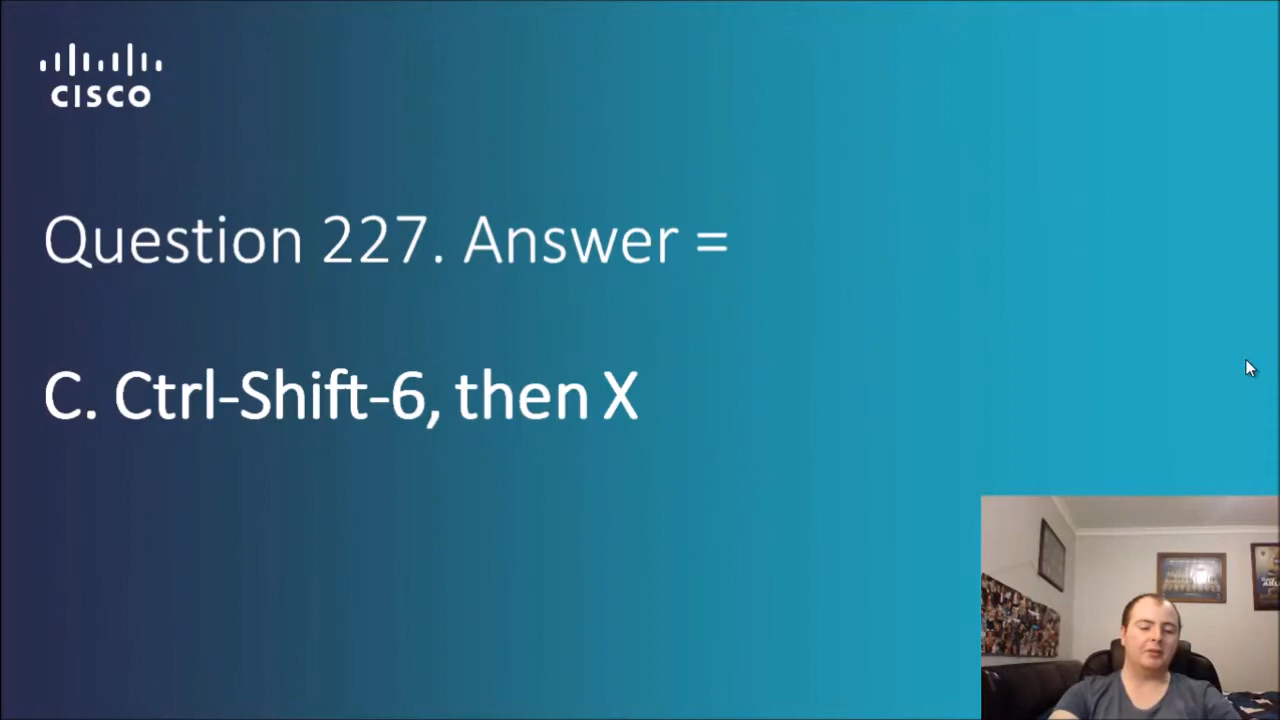 CISCO
Question 227. Answer =
C. Ctrl-Shift-6, then X